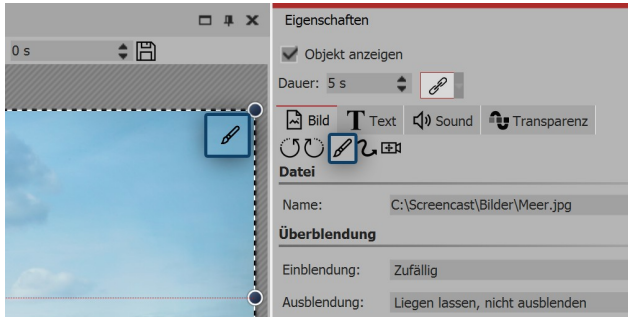 Eigenschaften
0 s
Objekt anzeigen
Dauer: 5 s
Bild Text Sound Transparenz
Datei
Name: C:\Screencast\Bilder\Meer.jpg
Überblendung
Einblendung: Zufällig
Ausblendung: Liegen lassen, nicht ausblenden